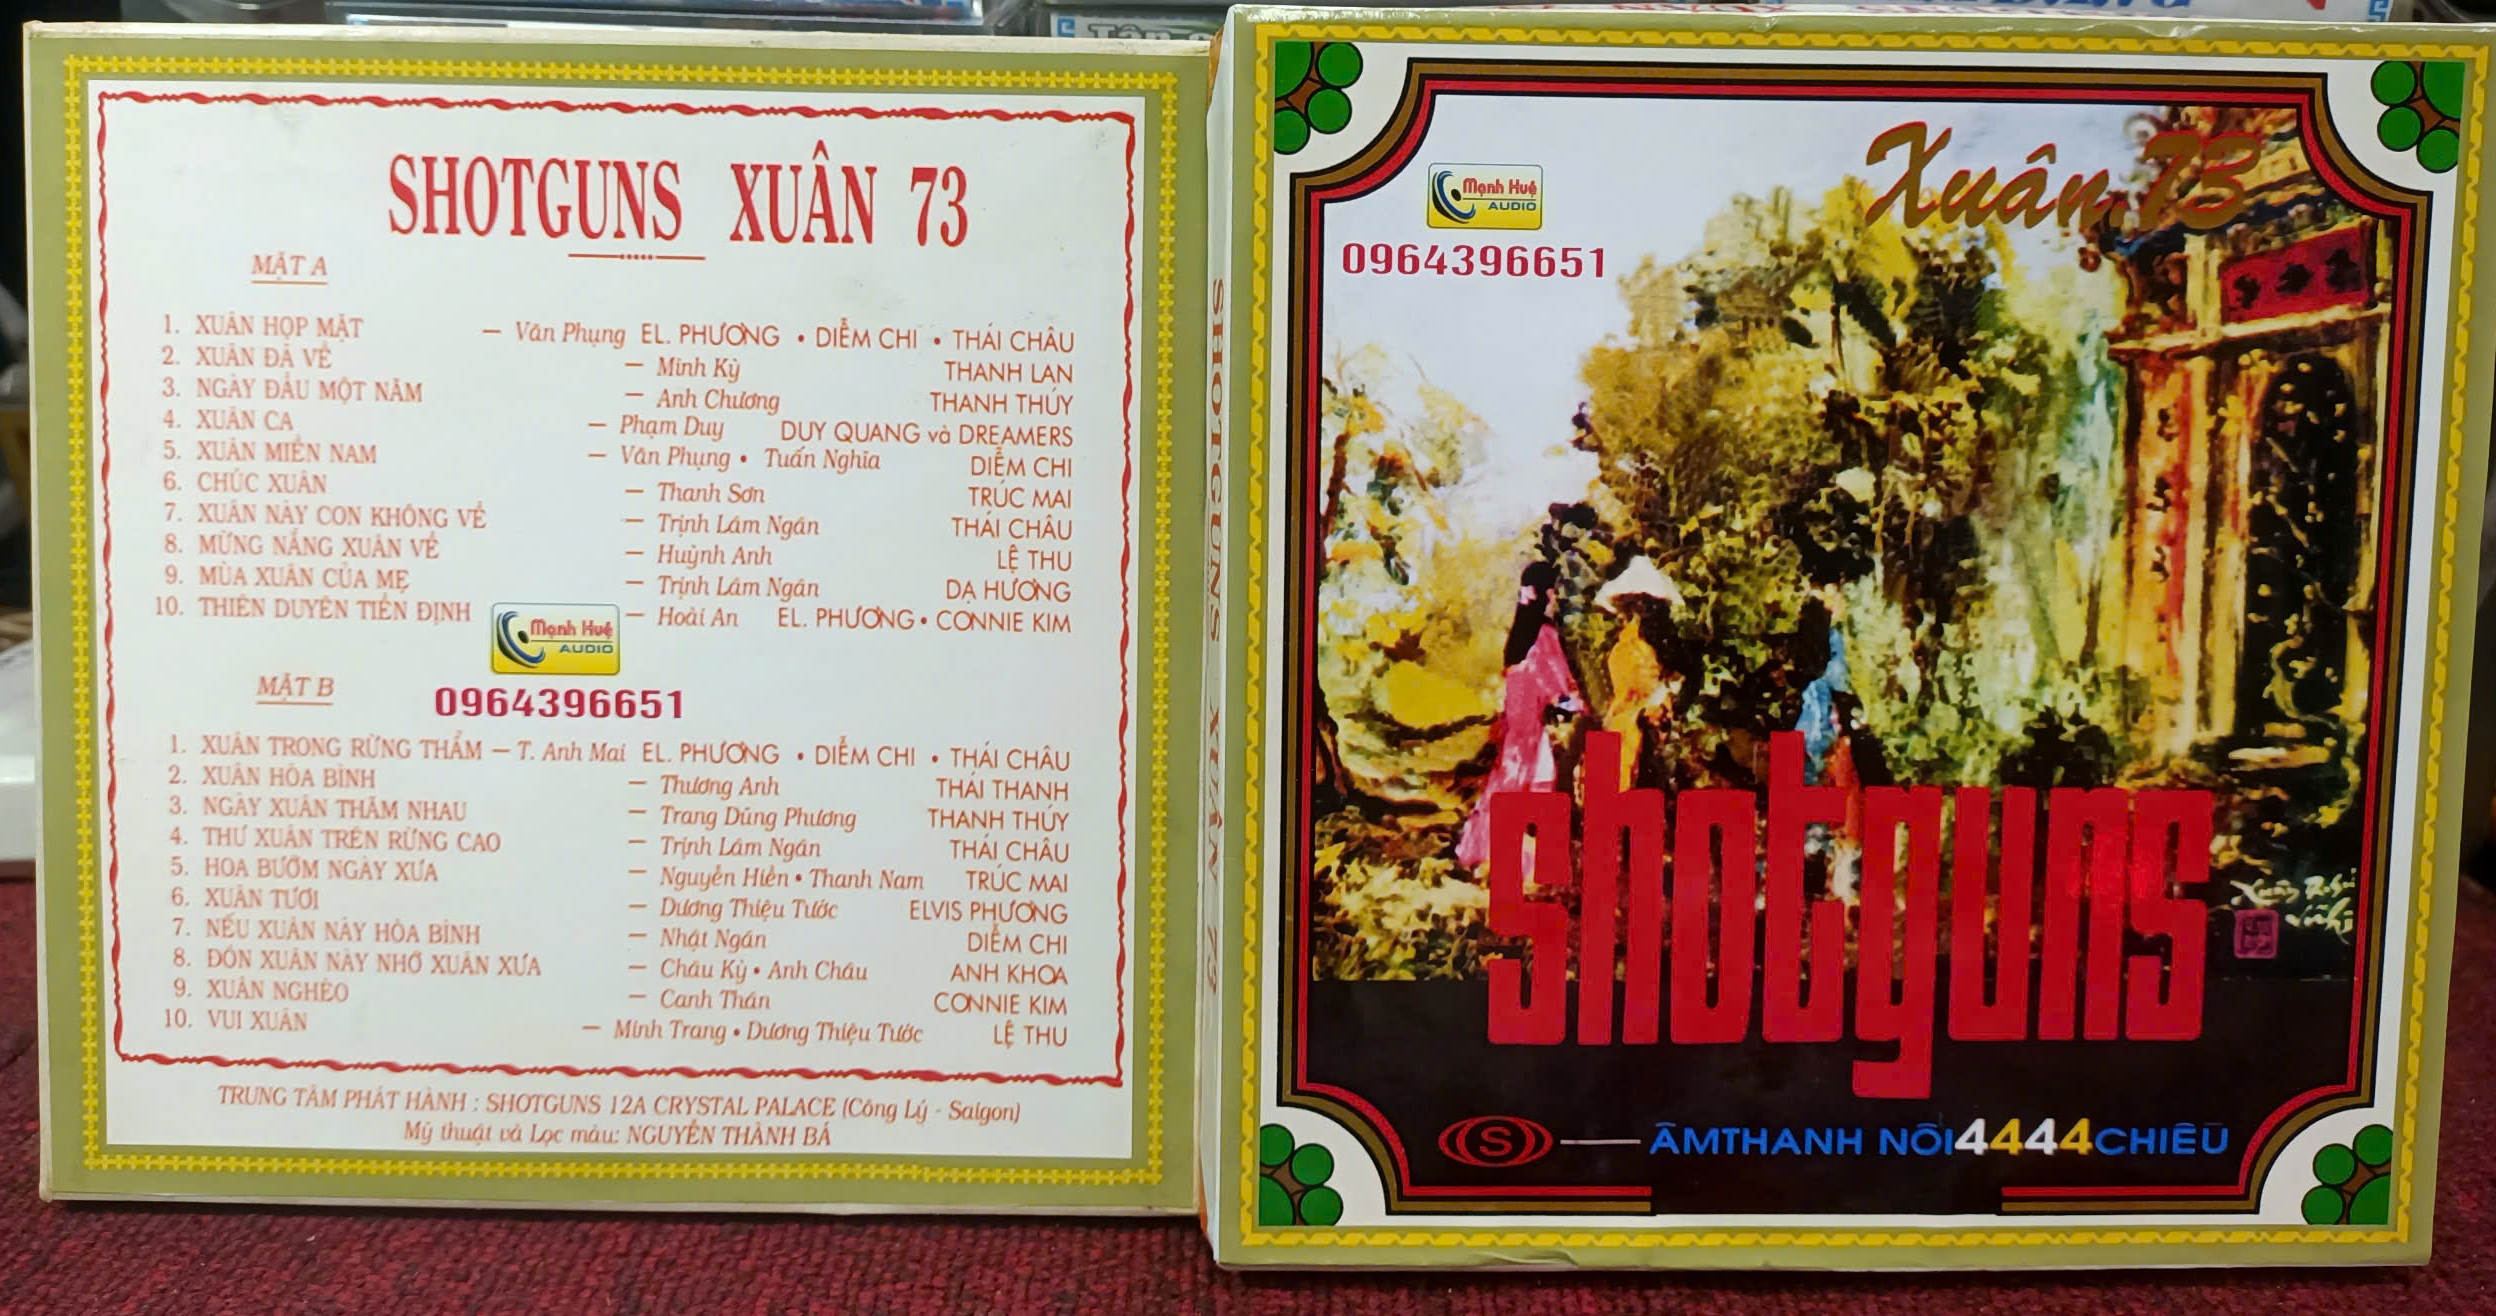 SHOTGUNS XUÂN 73
MẶT A
1. XUÂN HỌP MẶT — Văn Phụng EL. PHƯƠNG • DIỄM CHI • THÁI CHÂU
2. XUÂN ĐÃ VỀ — Minh Kỳ THANH LAN
3. NGÀY ĐẦU MỘT NĂM — Anh Chương THANH THÚY
4. XUÂN CA — Phạm Duy DUY QUANG và DREAMERS
5. XUÂN MIỀN NAM — Văn Phụng • Tuấn Nghĩa DIỄM CHI
6. CHÚC XUÂN — Thanh Sơn TRÚC MAI
7. XUÂN NÀY CON KHÔNG VỀ — Trịnh Lâm Ngân THÁI CHÂU
8. MỪNG NẮNG XUÂN VỀ — Huỳnh Anh LỆ THU
9. MÙA XUÂN CỦA MẸ — Trịnh Lâm Ngân DẠ HƯƠNG
10. THIÊN DUYÊN TIỀN ĐỊNH — Hoài An EL. PHƯƠNG • CONNIE KIM
Mạnh Huệ
AUDIO
0964396651
MẶT B
1. XUÂN TRONG RỪNG THẨM — T. Anh Mai EL. PHƯƠNG • DIỄM CHI • THÁI CHÂU
2. XUÂN HÒA BÌNH — Thương Anh THÁI THANH
3. NGÀY XUÂN THĂM NHAU — Trang Dũng Phương THANH THÚY
4. THƯ XUÂN TRÊN RỪNG CAO — Trịnh Lâm Ngân THÁI CHÂU
5. HOA BƯỚM NGÀY XƯA — Nguyễn Hiền • Thanh Nam TRÚC MAI
6. XUÂN TƯƠI — Dương Thiệu Tước ELVIS PHƯƠNG
7. NẾU XUÂN NÀY HÒA BÌNH — Nhật Ngân DIỄM CHI
8. ĐÓN XUÂN NÀY NHỚ XUÂN XƯA — Châu Kỳ • Anh Châu ANH KHOA
9. XUÂN NGHÈO — Canh Thân CONNIE KIM
10. VUI XUÂN — Minh Trang • Dương Thiệu Tước LỆ THU
TRUNG TÂM PHÁT HÀNH : SHOTGUNS 12A CRYSTAL PALACE (Công Lý - Saigon)
Mỹ thuật và Lọc màu: NGUYỄN THÀNH BÁ
SHOTGUNS XUÂN 73
Xuân.73
Mạnh Huệ
AUDIO
0964396651
shotguns
S — ÂMTHANH NỔI 4444 CHIỀU